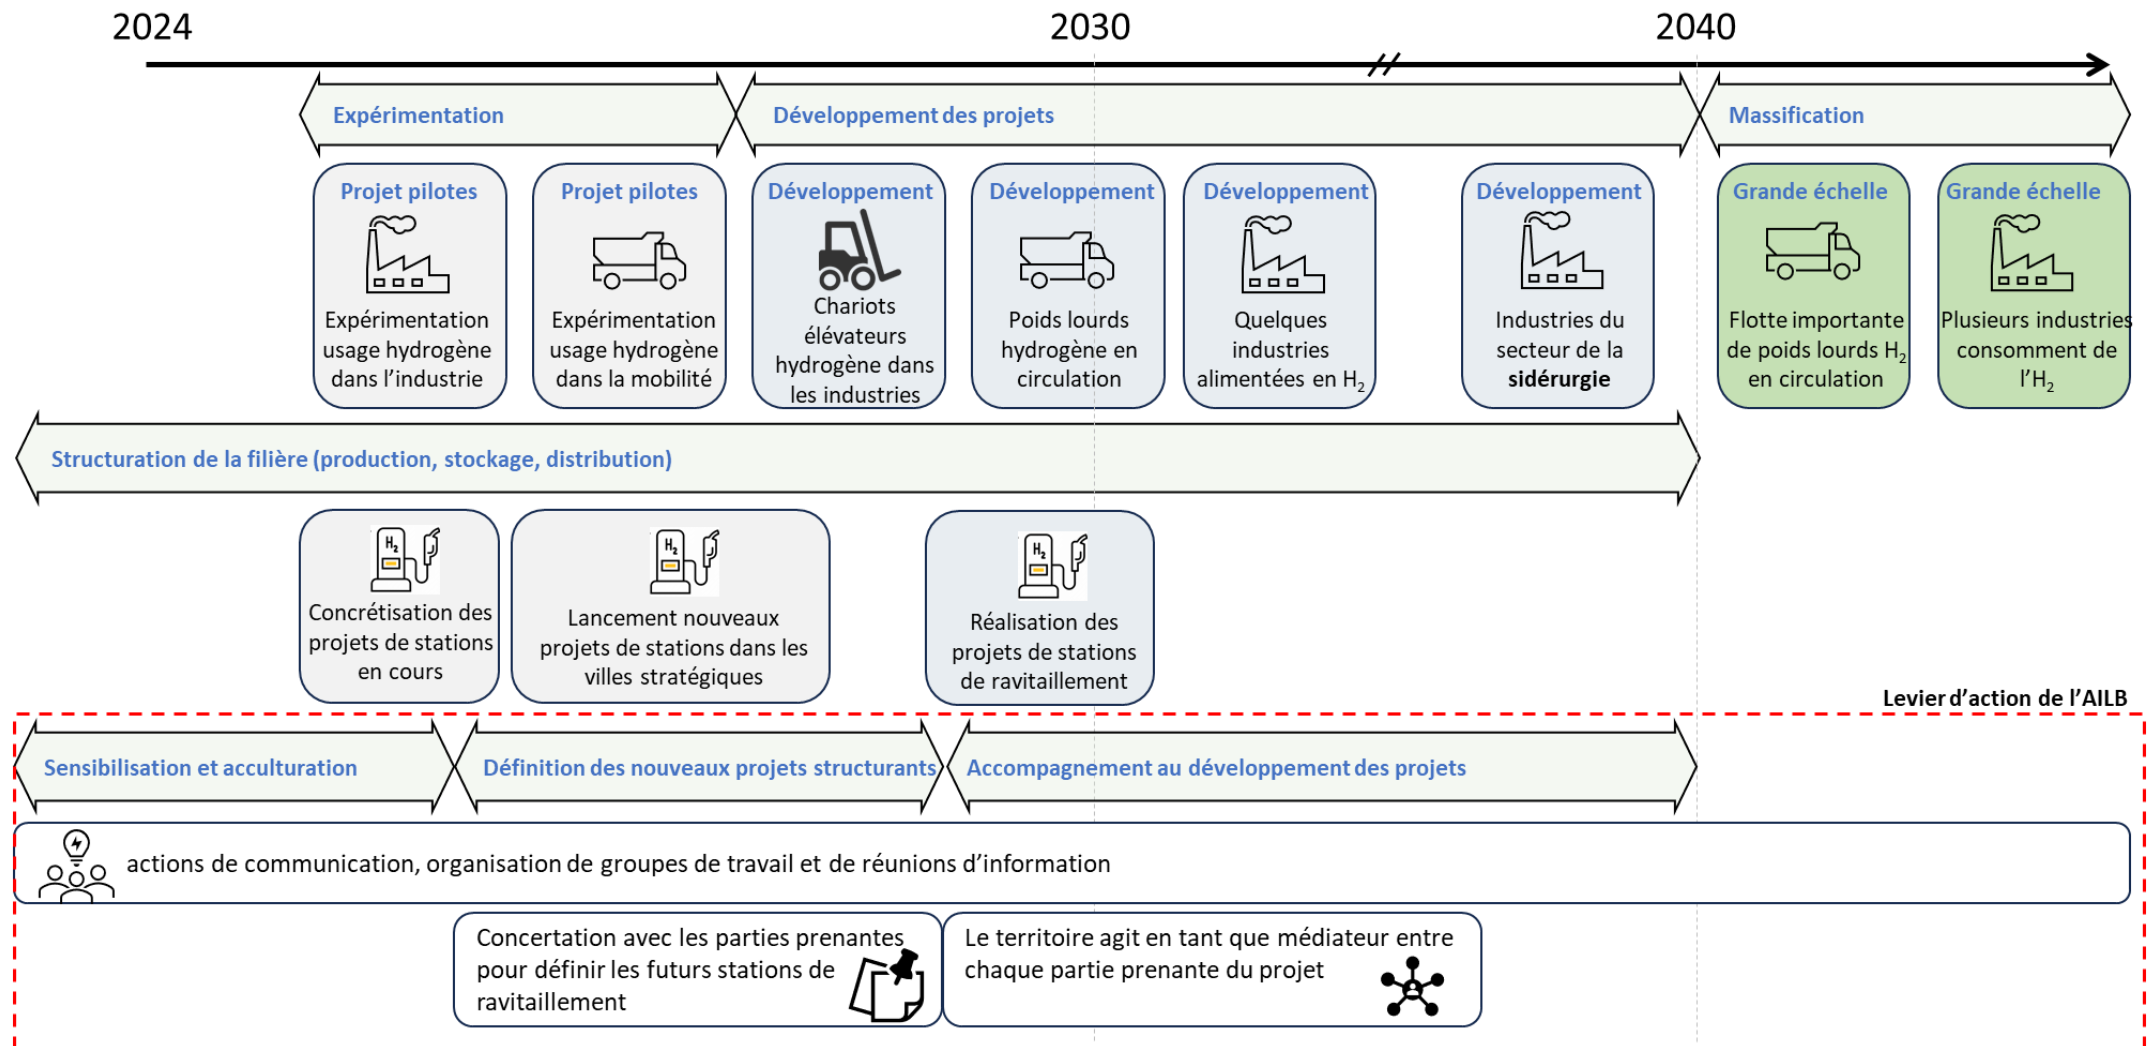 2024
2030
2040
Expérimentation
Développement des projets
Massification
Projet pilotes
Expérimentation
usage hydrogène
dans l'industrie
Projet pilotes
Expérimentation
usage hydrogène
dans la mobilité
Développement
Chariots
élévateurs
hydrogène dans
les industries
Développement
Poids lourds
hydrogène en
circulation
Développement
Quelques
industries
alimentées en H₂
Développement
Industries du
secteur de la
sidérurgie
Grande échelle
Flotte importante
de poids lourds H₂
en circulation
Grande échelle
Plusieurs industries
consomment de
l'H₂
Structuration de la filière (production, stockage, distribution)
H₂
Concrétisation des
projets de stations
en cours
H₂
Lancement nouveaux
projets de stations dans les
villes stratégiques
H₂
Réalisation des
projets de stations
de ravitaillement
Levier d'action de l'AILB
Sensibilisation et acculturation
Définition des nouveaux projets structurants
Accompagnement au développement des projets
actions de communication, organisation de groupes de travail et de réunions d'information
Concertation avec les parties prenantes
pour définir les futurs stations de
ravitaillement
Le territoire agit en tant que médiateur entre
chaque partie prenante du projet